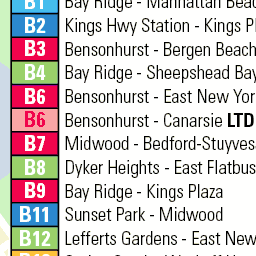 B1 Bay Ridge - Manhattan Beac
B2 Kings Hwy Station - Kings P
B3 Bensonhurst - Bergen Beach
B4 Bay Ridge - Sheepshead Bay
B6 Bensonhurst - East New Yor
B6 Bensonhurst - Canarsie LTD
B7 Midwood - Bedford-Stuyves
B8 Dyker Heights - East Flatbus
B9 Bay Ridge - Kings Plaza
B11 Sunset Park - Midwood
B12 Lefferts Gardens - East New